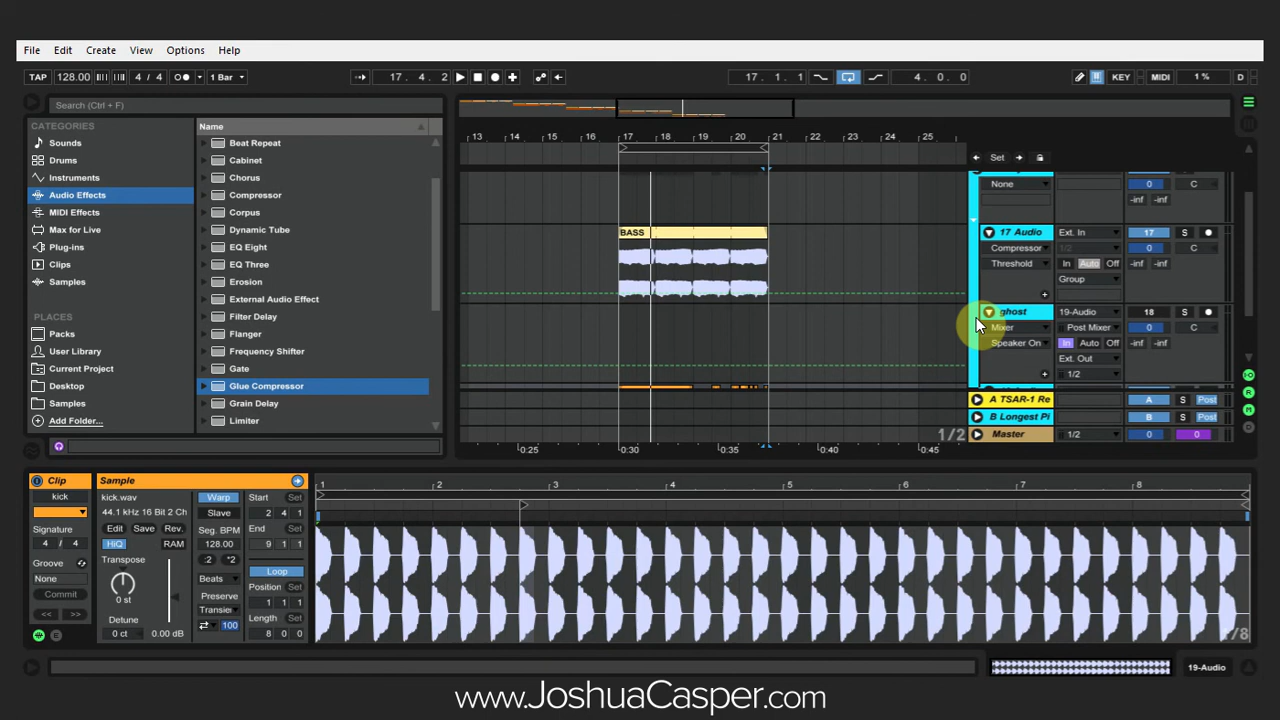 File Edit Create View Options Help
TAP 128.00 4 / 4 1 Bar 17. 4. 2 17. 1. 1 4. 0. 0 KEY MIDI 1 % D
Search (Ctrl + F)
CATEGORIES
Sounds
Drums
Instruments
Audio Effects
MIDI Effects
Max for Live
Plug-ins
Clips
Samples
PLACES
Packs
User Library
Current Project
Desktop
Samples
Add Folder...
Name
Beat Repeat
Cabinet
Chorus
Compressor
Corpus
Dynamic Tube
EQ Eight
EQ Three
Erosion
External Audio Effect
Filter Delay
Flanger
Frequency Shifter
Gate
Glue Compressor
Grain Delay
Limiter
13 14 15 16 17 18 19 20 21 22 23 24 25
Set
None 0 C
-inf -inf
BASS
17 Audio Ext. In 17 S
Compressor 1/2 0 C
Threshold In Auto Off -inf -inf
Group
ghost 19-Audio 18 S
Mixer Post Mixer 0 C
Speaker On In Auto Off -inf -inf
Ext. Out
1/2
A TSAR-1 Re A S Post
B Longest Pi B S Post
1/2 Master 1/2 0 0
0:25 0:30 0:35 0:40 0:45
Clip
kick
Signature
4 / 4
Groove
None
Commit
<< >>
Sample
kick.wav
44.1 kHz 16 Bit 2 Ch
Edit Save Rev.
HiQ RAM
Transpose
0 st
Detune
0 ct 0.00 dB
Warp
Slave
Seg. BPM
128.00
:2 *2
Beats
Preserve
Transie
100
Start Set
2 4 1
End Set
9 1 1
Loop
Position Set
1 1 1
Length Set
8 0 0
1 2 3 4 5 6 7 8
1/8
19-Audio
www.JoshuaCasper.com